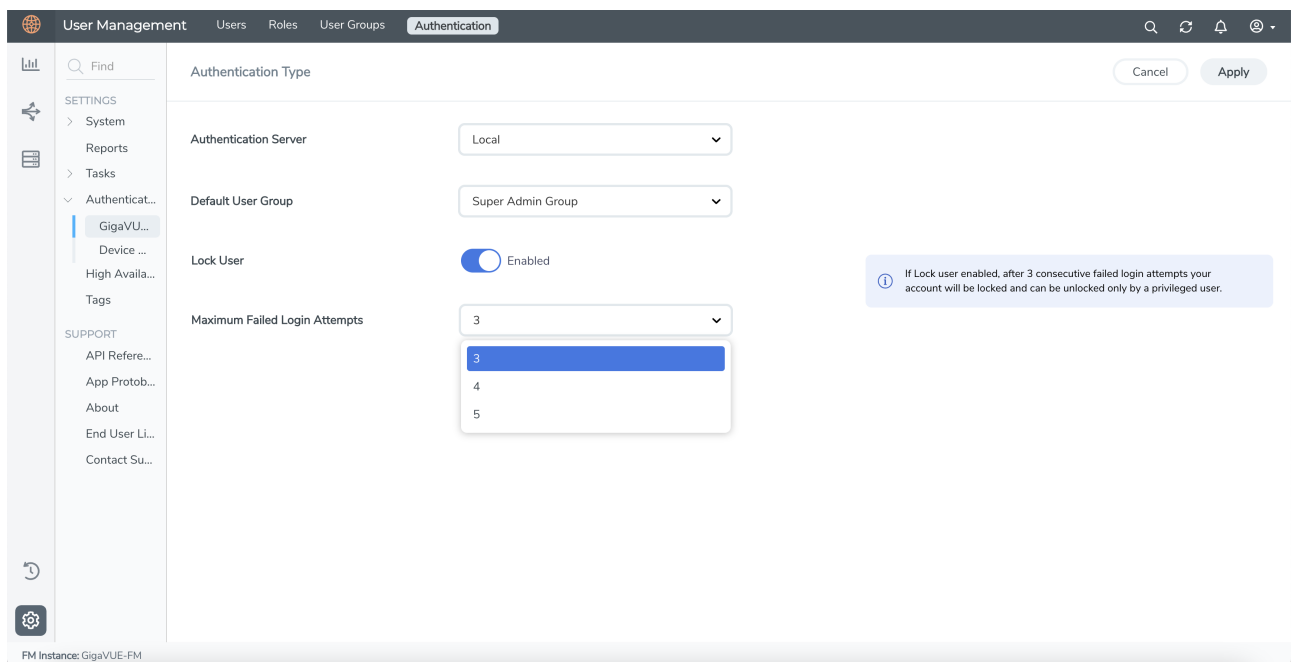 User Management Users Roles User Groups Authentication
Find
SETTINGS
System
Reports
Tasks
Authenticat...
GigaVU...
Device ...
High Availa...
Tags
SUPPORT
API Refere...
App Protob...
About
End User Li...
Contact Su...
Authentication Type Cancel Apply
Authentication Server Local
Default User Group Super Admin Group
Lock User Enabled
If Lock user enabled, after 3 consecutive failed login attempts your
account will be locked and can be unlocked only by a privileged user.
Maximum Failed Login Attempts 3
3
4
5
FM Instance: GigaVUE-FM